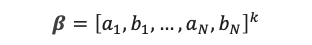 𝜷 = [a₁, b₁, … , a_N, b_N]ᵏ